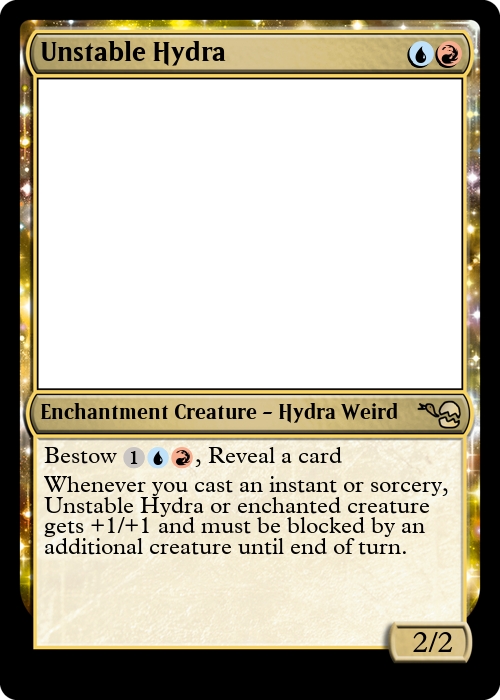 Unstable Hydra
Enchantment Creature – Hydra Weird
Bestow 1 , Reveal a card
Whenever you cast an instant or sorcery,
Unstable Hydra or enchanted creature
gets +1/+1 and must be blocked by an
additional creature until end of turn.
2/2